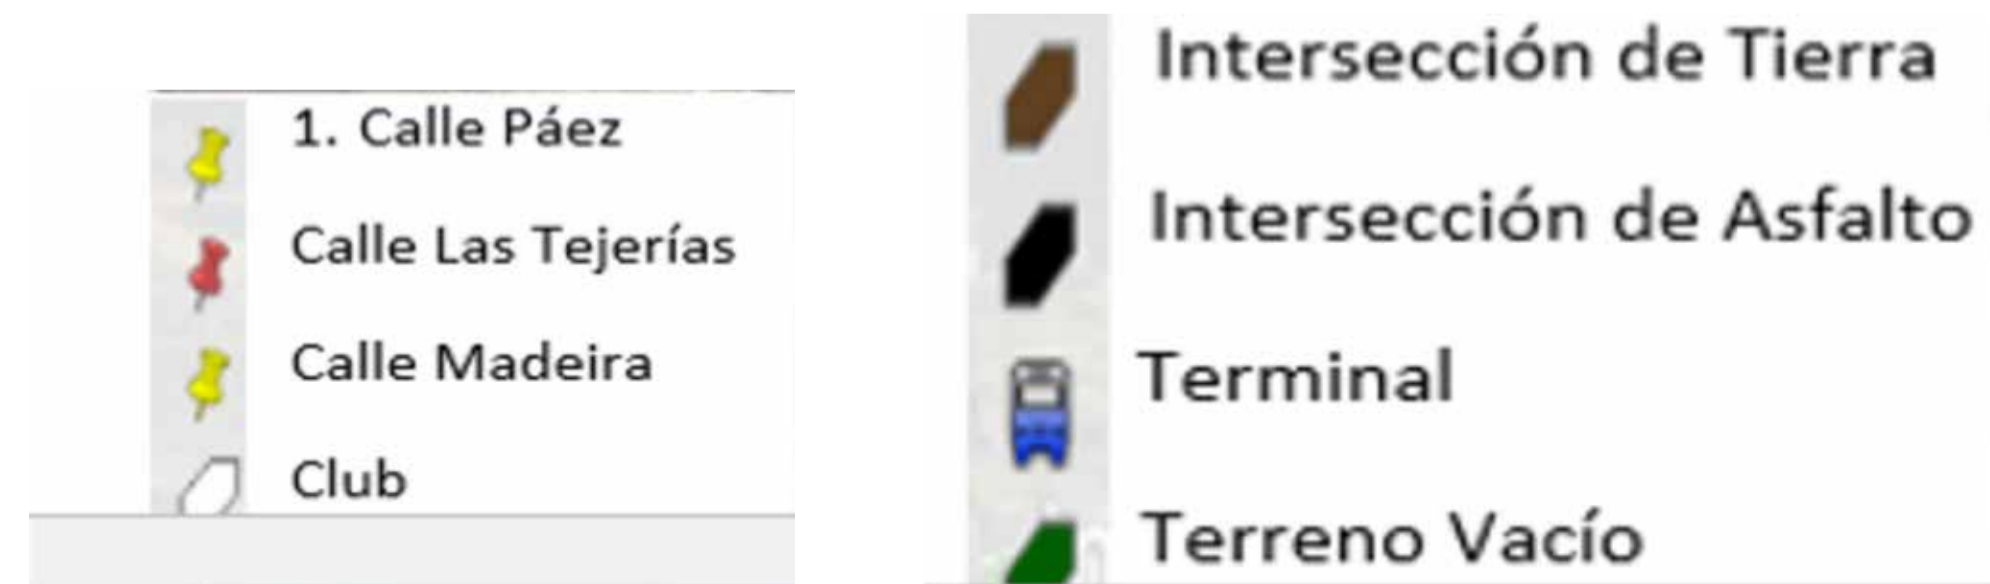 1. Calle Páez
Calle Las Tejerías
Calle Madeira
Club
Intersección de Tierra
Intersección de Asfalto
Terminal
Terreno Vacío